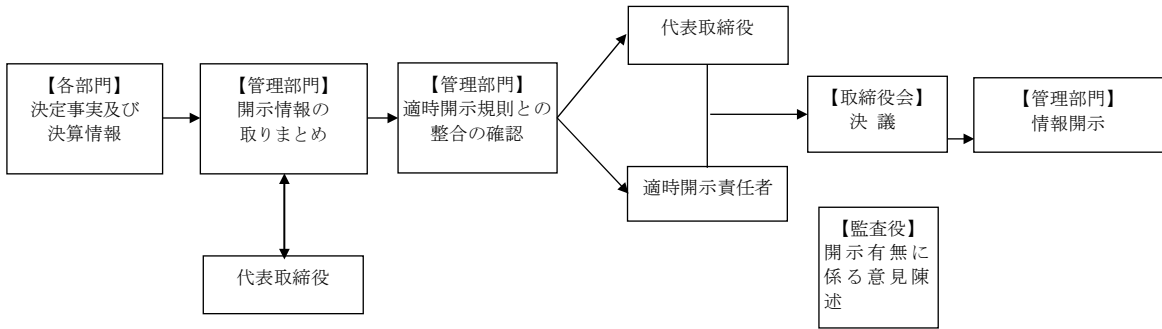 【各部門】
決定事実及び
決算情報
【管理部門】
開示情報の
取りまとめ
代表取締役
【管理部門】
適時開示規則との
整合の確認
代表取締役
適時開示責任者
【取締役会】
決 議
【監査役】
開示有無に
係る意見陳
述
【管理部門】
情報開示